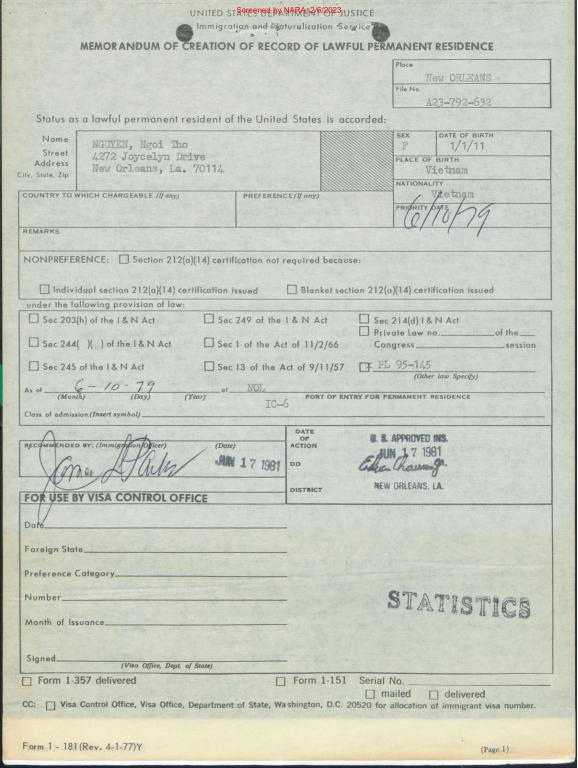 UNITED STATES DEPARTMENT OF JUSTICE
Screened by NARA, 2/6/2023
Immigration and Naturalization Service
MEMORANDUM OF CREATION OF RECORD OF LAWFUL PERMANENT RESIDENCE
Place
New ORLEANS
File No.
A23-792-632
Status as a lawful permanent resident of the United States is accorded:
Name
Street
Address
City, State, Zip
NGUYEN, Ngoi Tho
4272 Joycelyn Drive
New Orleans, La. 70114
SEX
F
DATE OF BIRTH
1/1/11
PLACE OF BIRTH
Vietnam
NATIONALITY
Vietnam
PRIORITY DATE
6/10/79
COUNTRY TO WHICH CHARGEABLE (If any)
PREFERENCE (If any)
REMARKS
NONPREFERENCE: Section 212(a)(14) certification not required because:
Individual section 212(a)(14) certification issued Blanket section 212(a)(14) certification issued
under the following provision of law:
Sec 203(h) of the I & N Act Sec 249 of the I & N Act Sec 214(d) I & N Act
Private Law no. of the
Sec 244( )( ) of the I & N Act Sec 1 of the Act of 11/2/66 Congress, session
Sec 245 of the I & N Act Sec 13 of the Act of 9/11/57 PL 95-145
(Other law Specify)
As of 6-10-79 at NOL
(Month) (Day) (Year) PORT OF ENTRY FOR PERMANENT RESIDENCE
IC-6
Class of admission (Insert symbol)
RECOMMENDED BY: (Immigration Officer) (Date)
JUN 17 1981
DATE
OF
ACTION
DD
DISTRICT
U. S. APPROVED INS.
JUN 17 1981
NEW ORLEANS, LA.
FOR USE BY VISA CONTROL OFFICE
Date
Foreign State
Preference Category
Number
Month of Issuance
STATISTICS
Signed
(Visa Office, Dept. of State)
Form 1-357 delivered Form 1-151 Serial No.
mailed delivered
CC: Visa Control Office, Visa Office, Department of State, Washington, D.C. 20520 for allocation of immigrant visa number.
Form 1 - 181 (Rev. 4-1-77)Y (Page 1)